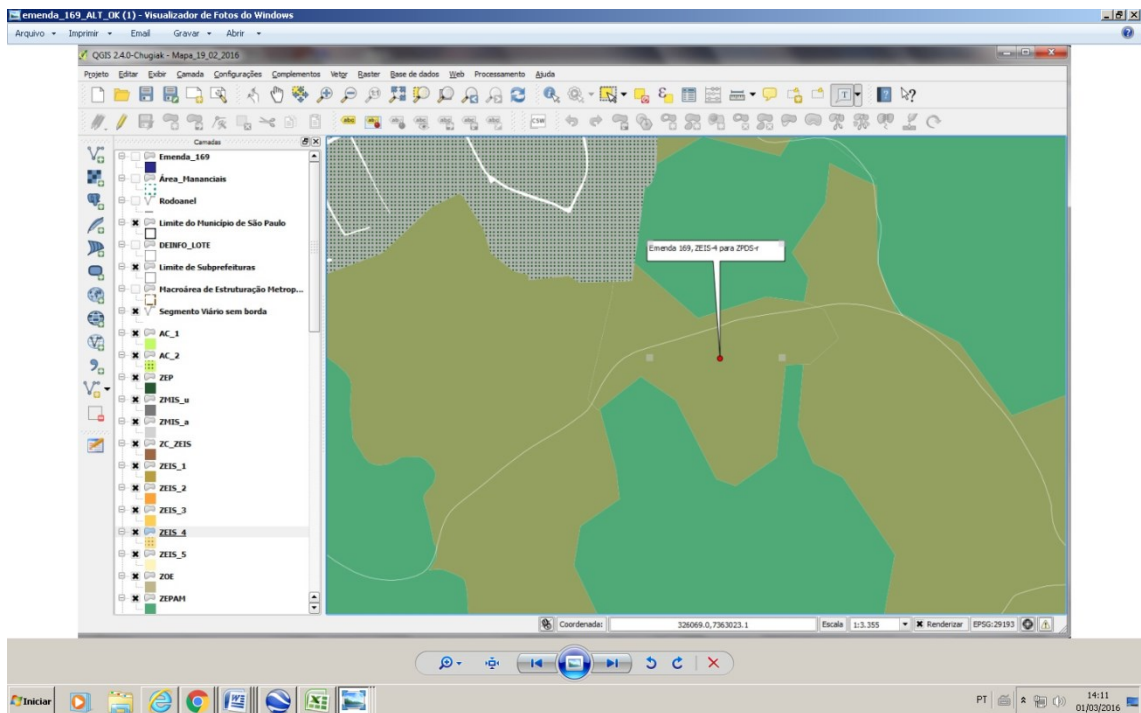 emenda_169_ALT_OK (1) - Visualizador de Fotos do Windows
Arquivo Imprimir Email Gravar Abrir
QGIS 2.4.0-Chugiak - Mapa_19_02_2016
Projeto Editar Exibir Camada Configurações Complementos Vetor Raster Base de dados Web Processamento Ajuda
abc
CSW
Camadas
Emenda_169
Área_Mananciais
Rodoanel
Limite do Município de São Paulo
DEINFO_LOTE
Limite de Subprefeituras
Macroárea de Estruturação Metrop...
Segmento Viário sem borda
AC_1
AC_2
ZEP
ZMIS_u
ZMIS_a
ZC_ZEIS
ZEIS_1
ZEIS_2
ZEIS_3
ZEIS_4
ZEIS_5
ZOE
ZEPAM
Emenda 169, ZEIS-4 para ZPDS-r
Coordenada: 326069.0,7363023.1 Escala 1:3.355 Renderizar EPSG:29193
Iniciar
PT
14:11
01/03/2016